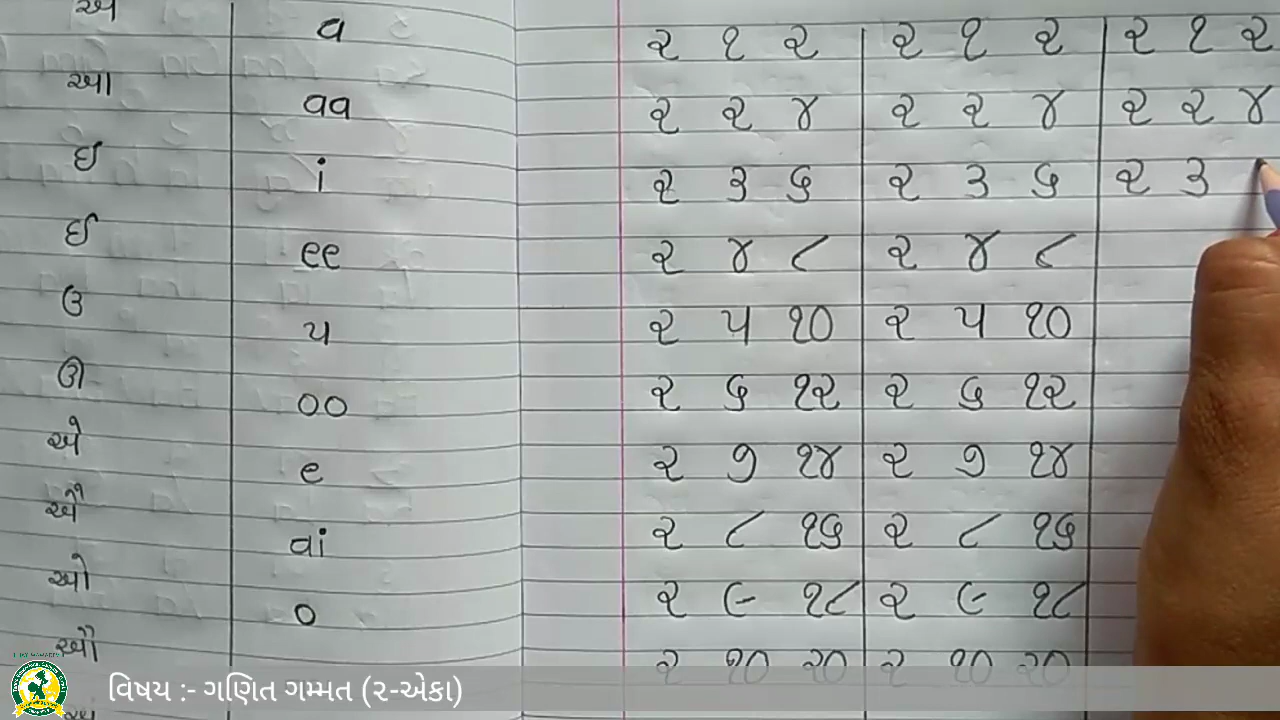 અ a
આ aa
ઇ i
ઈ ee
ઉ u
ઊ oo
એ e
ઐ ai
ઓ o
ઔ
૨ ૧ ૨ ૨ ૧ ૨ ૨ ૧ ૨
૨ ૨ ૪ ૨ ૨ ૪ ૨ ૨ ૪
૨ ૩ ૬ ૨ ૩ ૬ ૨ ૩
૨ ૪ ૮ ૨ ૪ ૮
૨ ૫ ૧૦ ૨ ૫ ૧૦
૨ ૬ ૧૨ ૨ ૬ ૧૨
૨ ૭ ૧૪ ૨ ૭ ૧૪
૨ ૮ ૧૬ ૨ ૮ ૧૬
૨ ૯ ૧૮ ૨ ૯ ૧૮
૨ ૧૦ ૨૦ ૨ ૧૦ ૨૦
વિષય :- ગણિત ગમ્મત (૨-એકા)